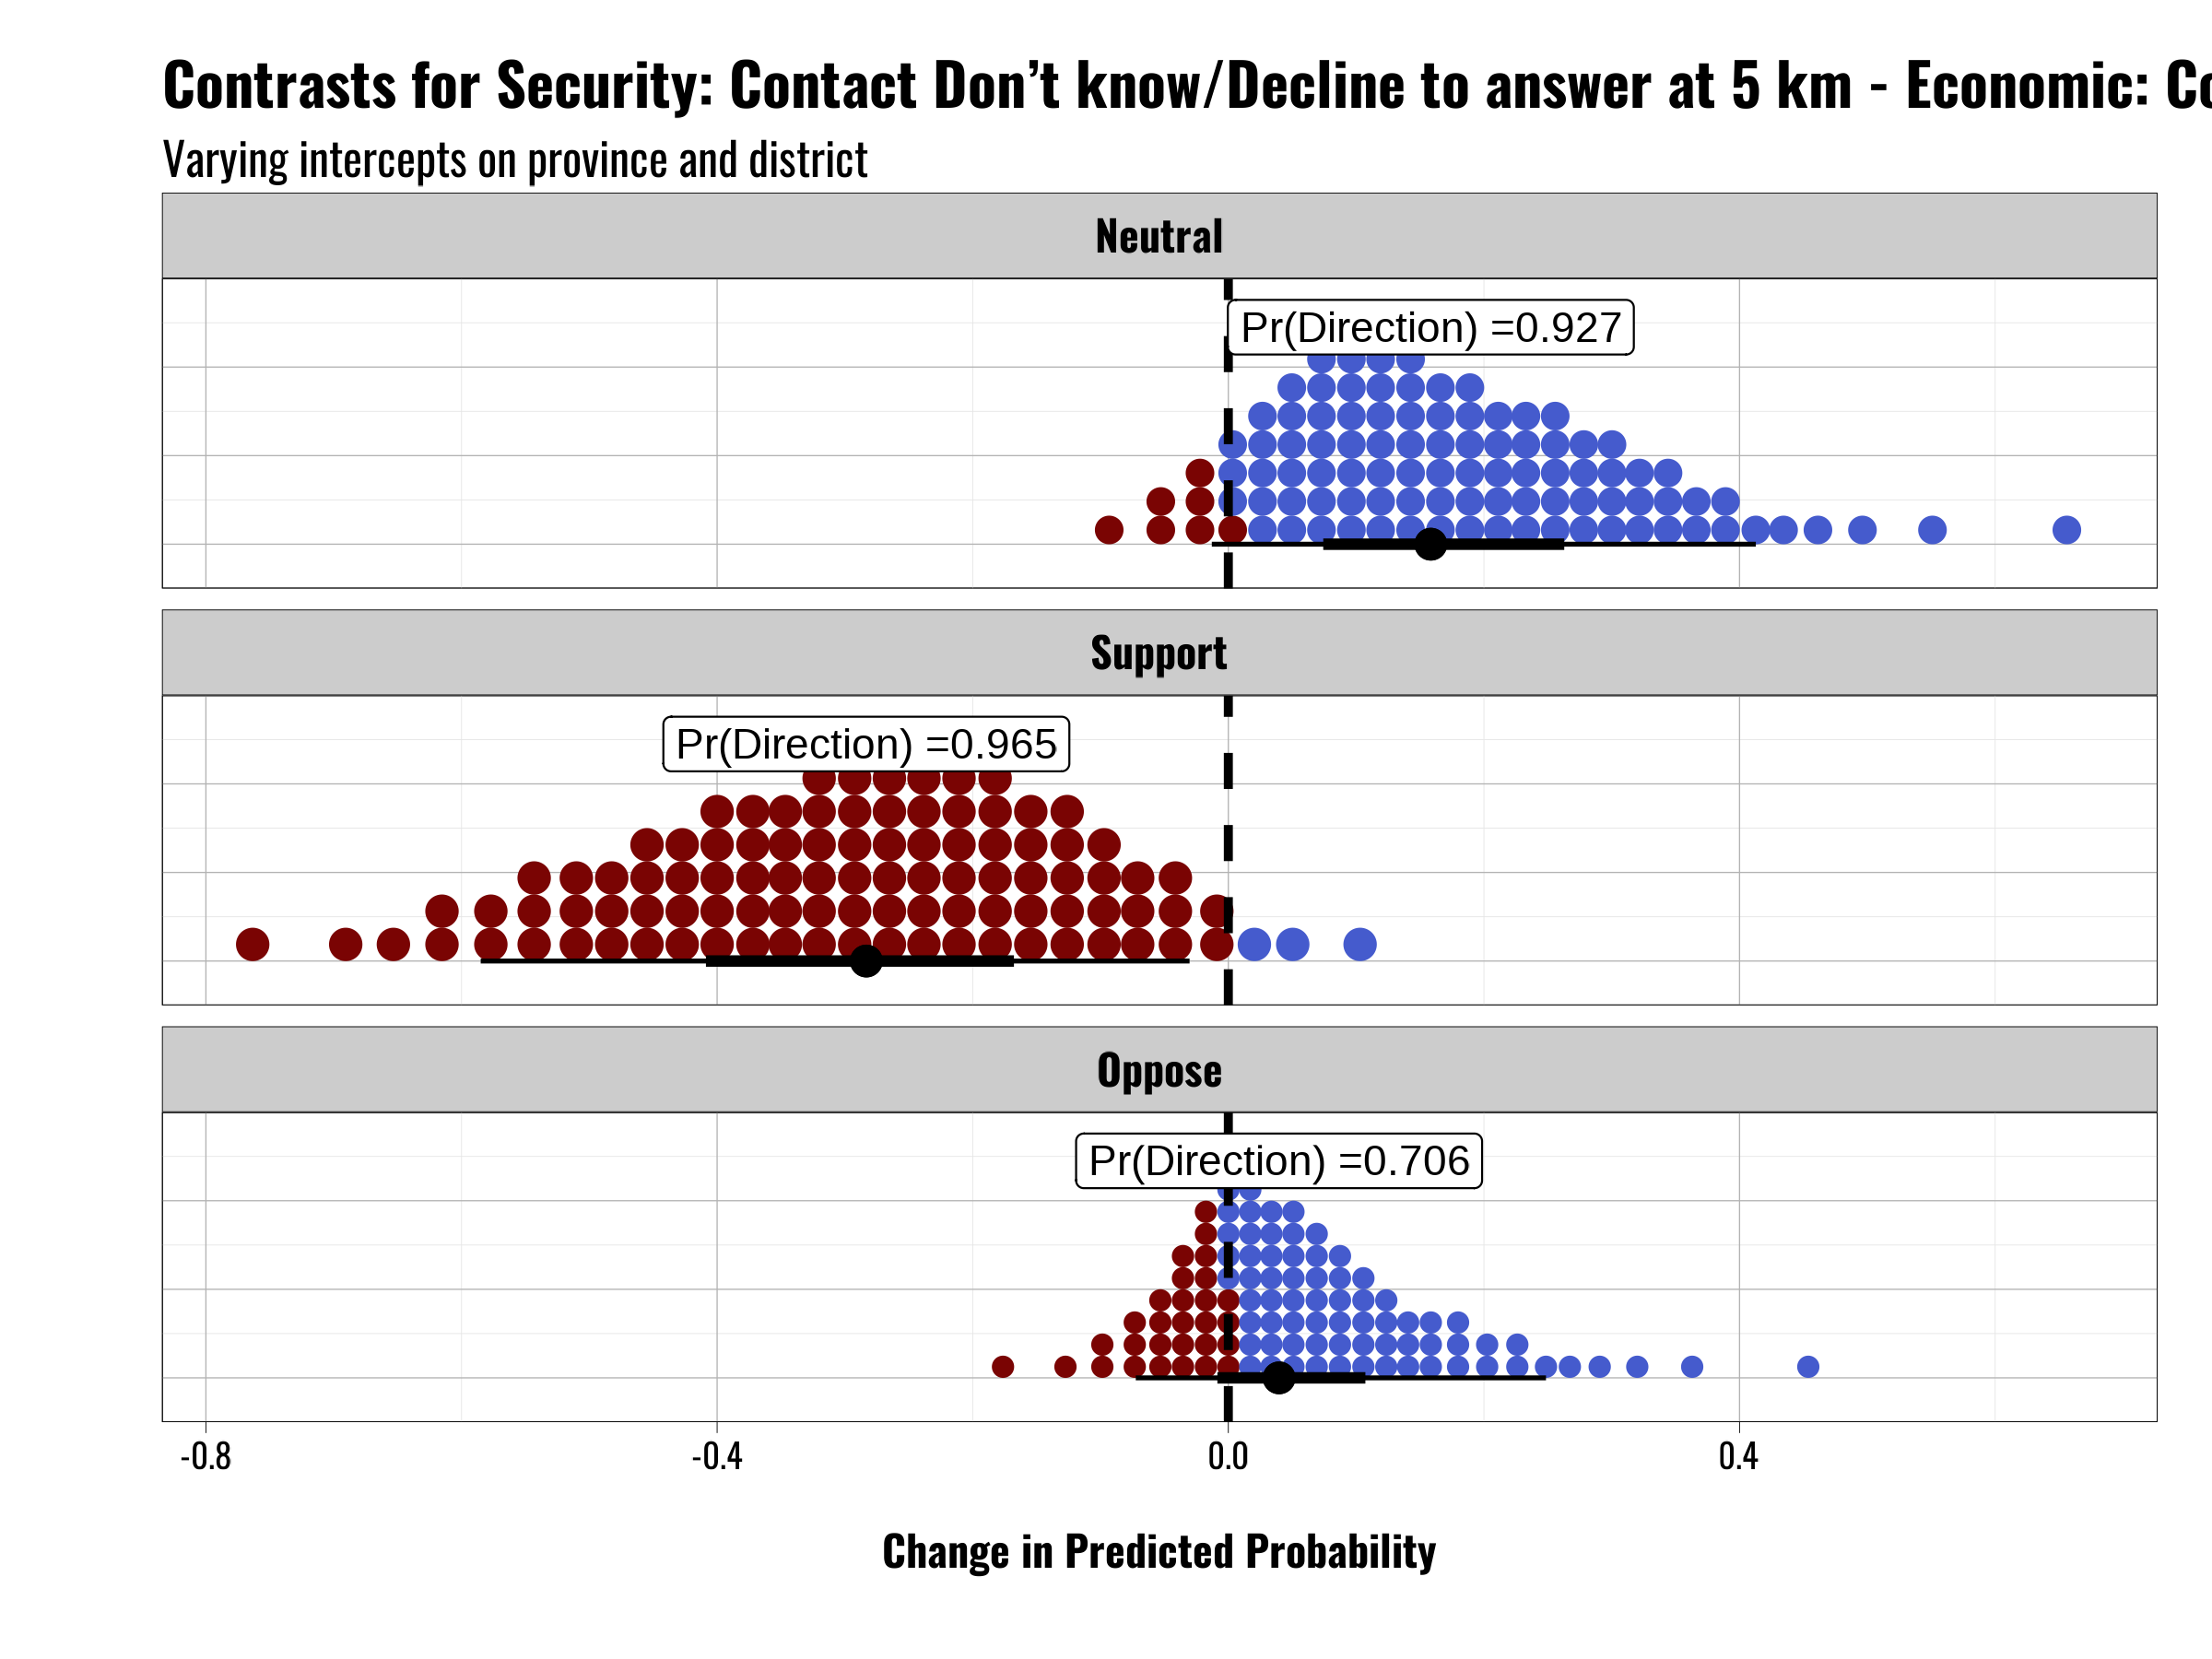 Contrasts for Security: Contact Don’t know/Decline to answer at 5 km - Economic: Co
Varying intercepts on province and district
Neutral
Pr(Direction) =0.927
Support
Pr(Direction) =0.965
Oppose
Pr(Direction) =0.706
-0.8 -0.4 0.0 0.4
Change in Predicted Probability